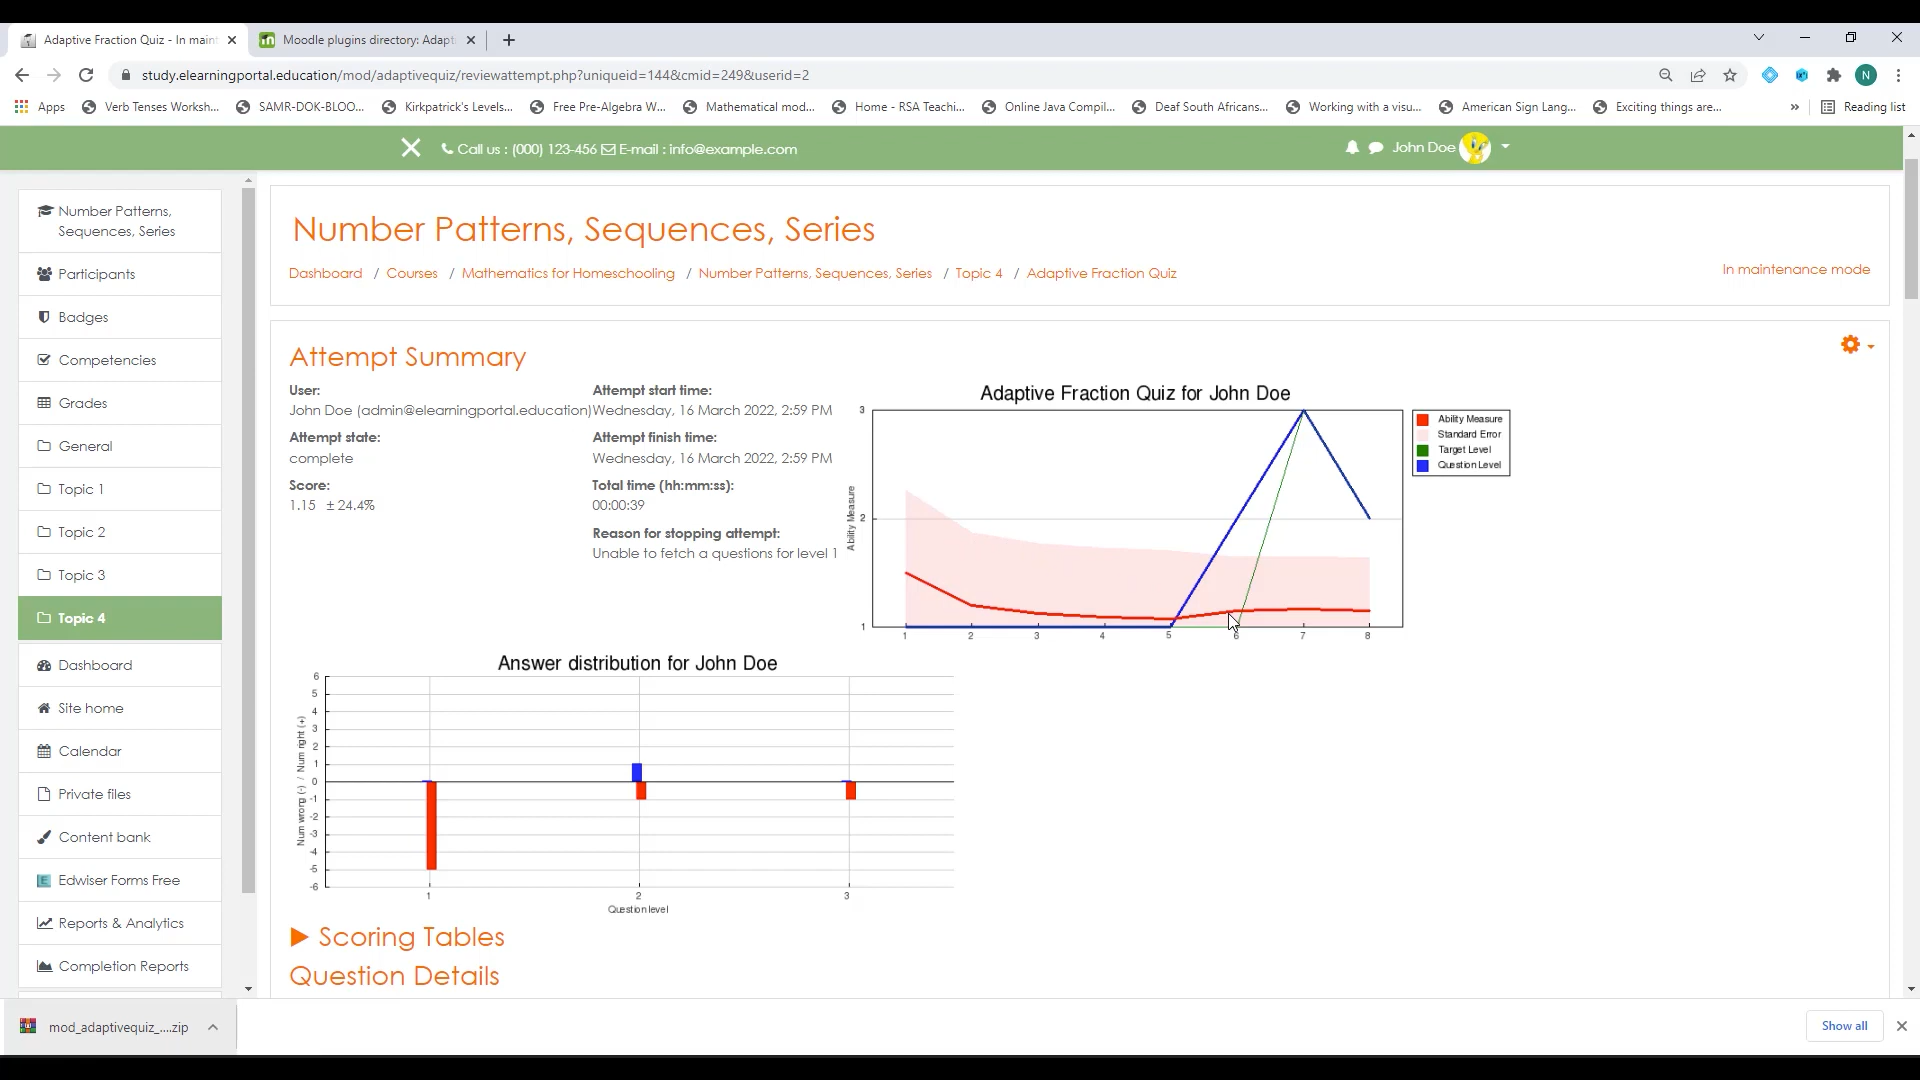 Adaptive Fraction Quiz - In maint
Moodle plugins directory: Adapti
study.elearningportal.education/mod/adaptivequiz/reviewattempt.php?uniqueid=144&cmid=249&userid=2
N
Apps
Verb Tenses Worksh...
SAMR-DOK-BLOO...
Kirkpatrick's Levels...
Free Pre-Algebra W...
Mathematical mod...
Home - RSA Teachi...
Online Java Compil...
Deaf South Africans...
Working with a visu...
American Sign Lang...
Exciting things are...
»
Reading list
Call us : (000) 123-456 E-mail : info@example.com
John Doe
Number Patterns,
Sequences, Series
Participants
Badges
Competencies
Grades
General
Topic 1
Topic 2
Topic 3
Topic 4
Dashboard
Site home
Calendar
Private files
Content bank
Edwiser Forms Free
Reports & Analytics
Completion Reports
Number Patterns, Sequences, Series
Dashboard / Courses / Mathematics for Homeschooling / Number Patterns, Sequences, Series / Topic 4 / Adaptive Fraction Quiz
In maintenance mode
Attempt Summary
User:
John Doe (admin@elearningportal.education)
Attempt state:
complete
Score:
1.15 ± 24.4%
Attempt start time:
Wednesday, 16 March 2022, 2:59 PM
Attempt finish time:
Wednesday, 16 March 2022, 2:59 PM
Total time (hh:mm:ss):
00:00:39
Reason for stopping attempt:
Unable to fetch a questions for level 1
Adaptive Fraction Quiz for John Doe
3
2
1
Ability Measure
1 2 3 4 5 6 7 8
Ability Measure
Standard Error
Target Level
Question Level
Answer distribution for John Doe
6
5
4
3
2
1
0
-1
-2
-3
-4
-5
-6
Num wrong (-) / Num right (+)
1 2 3
Question level
Scoring Tables
Question Details
mod_adaptivequiz_....zip
Show all